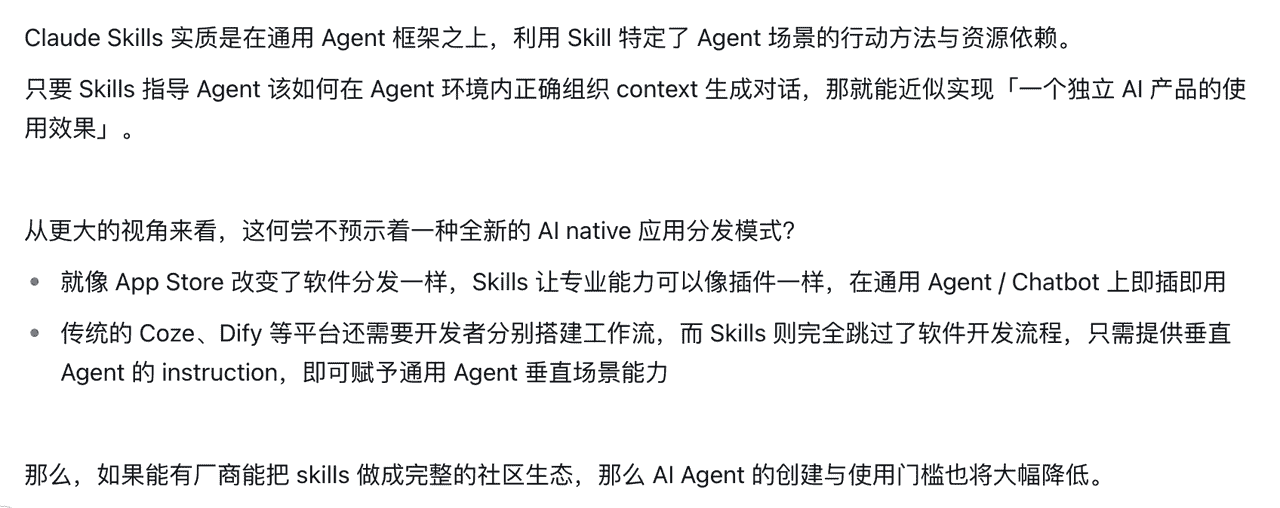 Claude Skills 实质是在通用 Agent 框架之上，利用 Skill 特定了 Agent 场景的行动方法与资源依赖。
只要 Skills 指导 Agent 该如何在 Agent 环境内正确组织 context 生成对话，那就能近似实现「一个独立 AI 产品的使
用效果」。
从更大的视角来看，这何尝不预示着一种全新的 AI native 应用分发模式？
• 就像 App Store 改变了软件分发一样，Skills 让专业能力可以像插件一样，在通用 Agent / Chatbot 上即插即用
• 传统的 Coze、Dify 等平台还需要开发者分别搭建工作流，而 Skills 则完全跳过了软件开发流程，只需提供垂直
Agent 的 instruction，即可赋予通用 Agent 垂直场景能力
那么，如果能有厂商能把 skills 做成完整的社区生态，那么 AI Agent 的创建与使用门槛也将大幅降低。